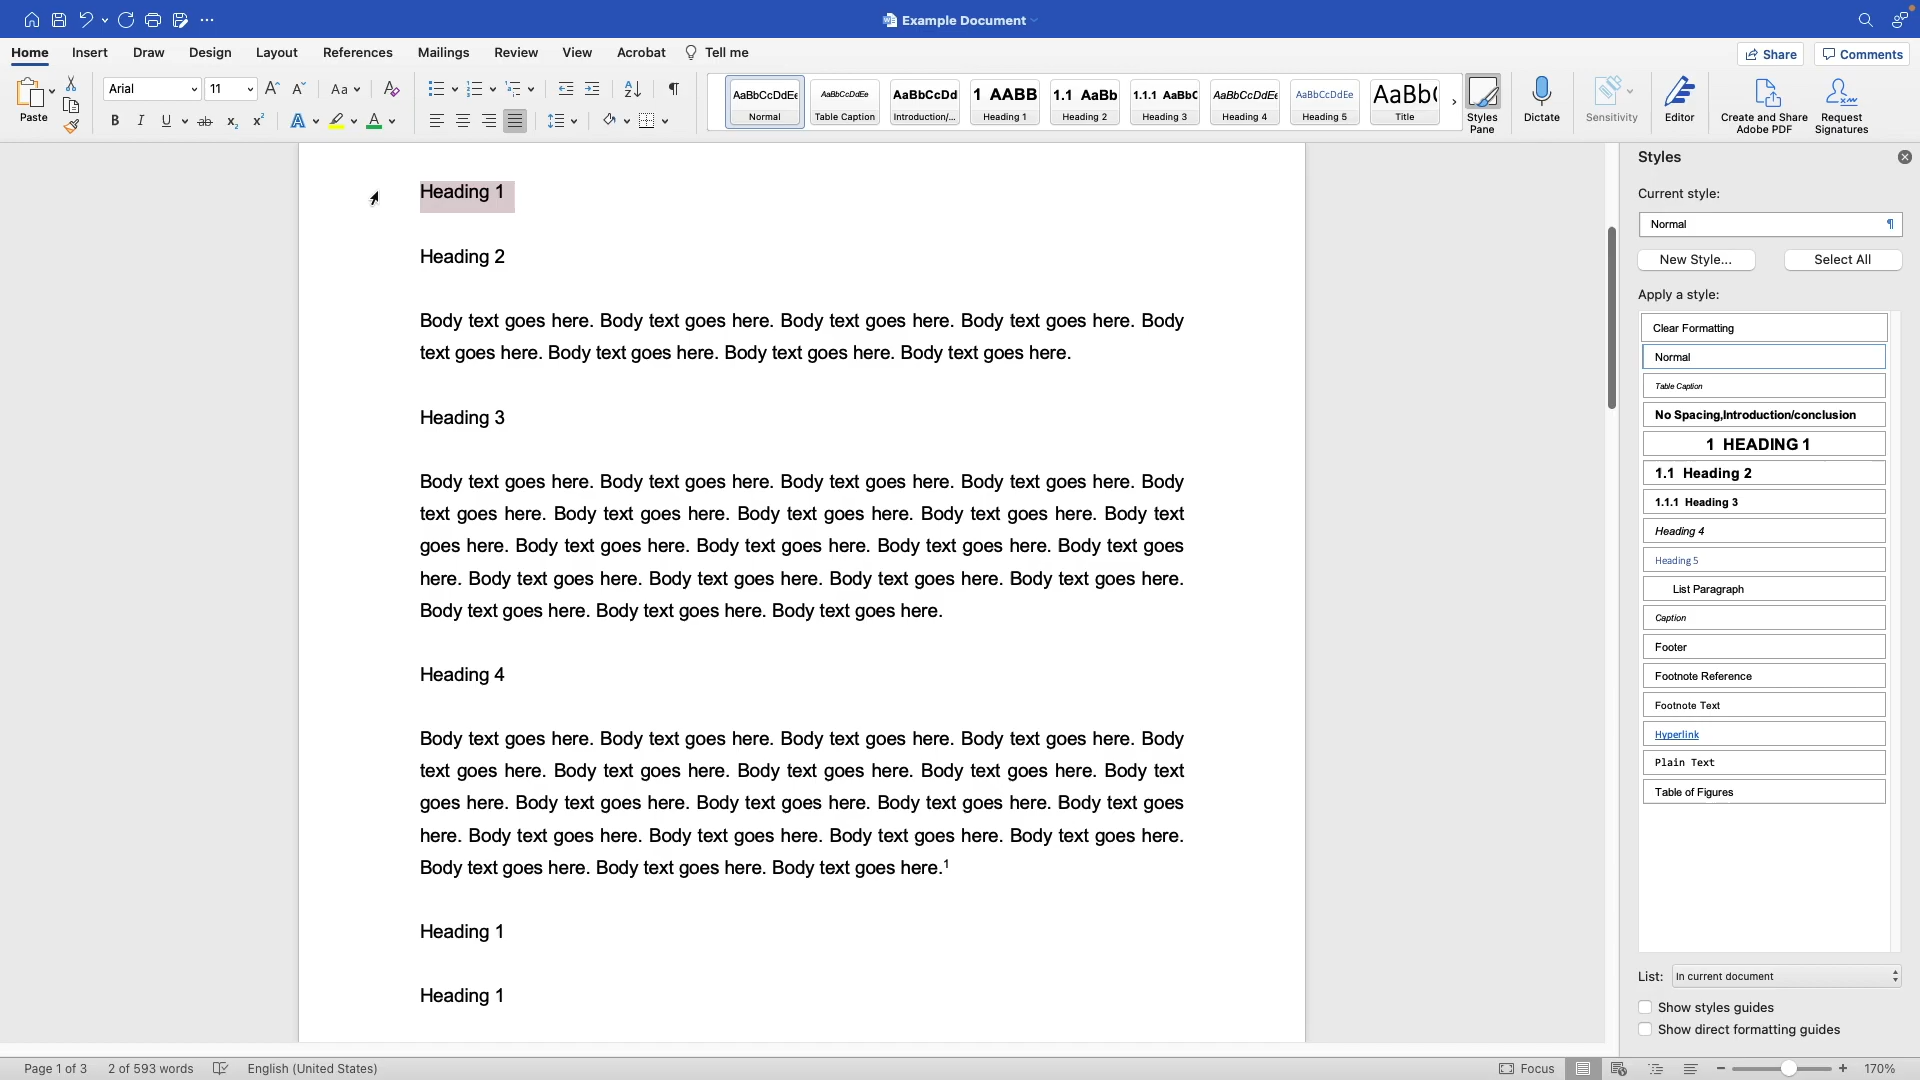 Example Document
Home Insert Draw Design Layout References Mailings Review View Acrobat Tell me
Share Comments
Paste
Arial 11
Aa
B I U ab x₂ x² A A
AaBbCcDdEe Normal
AaBbCcDdEe Table Caption
AaBbCcDd Introduction/...
1 AABB Heading 1
1.1 AaBb Heading 2
1.1.1 AaBbC Heading 3
AaBbCcDdEe Heading 4
AaBbCcDdEe Heading 5
AaBb( Title
Styles Pane
Dictate
Sensitivity
Editor
Create and Share Adobe PDF
Request Signatures
Heading 1
Heading 2
Body text goes here. Body text goes here. Body text goes here. Body text goes here. Body
text goes here. Body text goes here. Body text goes here. Body text goes here.
Heading 3
Body text goes here. Body text goes here. Body text goes here. Body text goes here. Body
text goes here. Body text goes here. Body text goes here. Body text goes here. Body text
goes here. Body text goes here. Body text goes here. Body text goes here. Body text goes
here. Body text goes here. Body text goes here. Body text goes here. Body text goes here.
Body text goes here. Body text goes here. Body text goes here.
Heading 4
Body text goes here. Body text goes here. Body text goes here. Body text goes here. Body
text goes here. Body text goes here. Body text goes here. Body text goes here. Body text
goes here. Body text goes here. Body text goes here. Body text goes here. Body text goes
here. Body text goes here. Body text goes here. Body text goes here. Body text goes here.
Body text goes here. Body text goes here. Body text goes here.¹
Heading 1
Heading 1
Styles
Current style:
Normal ¶
New Style... Select All
Apply a style:
Clear Formatting
Normal
Table Caption
No Spacing,Introduction/conclusion
1 HEADING 1
1.1 Heading 2
1.1.1 Heading 3
Heading 4
Heading 5
List Paragraph
Caption
Footer
Footnote Reference
Footnote Text
Hyperlink
Plain Text
Table of Figures
List: In current document
Show styles guides
Show direct formatting guides
Page 1 of 3 2 of 593 words English (United States) Focus 170%